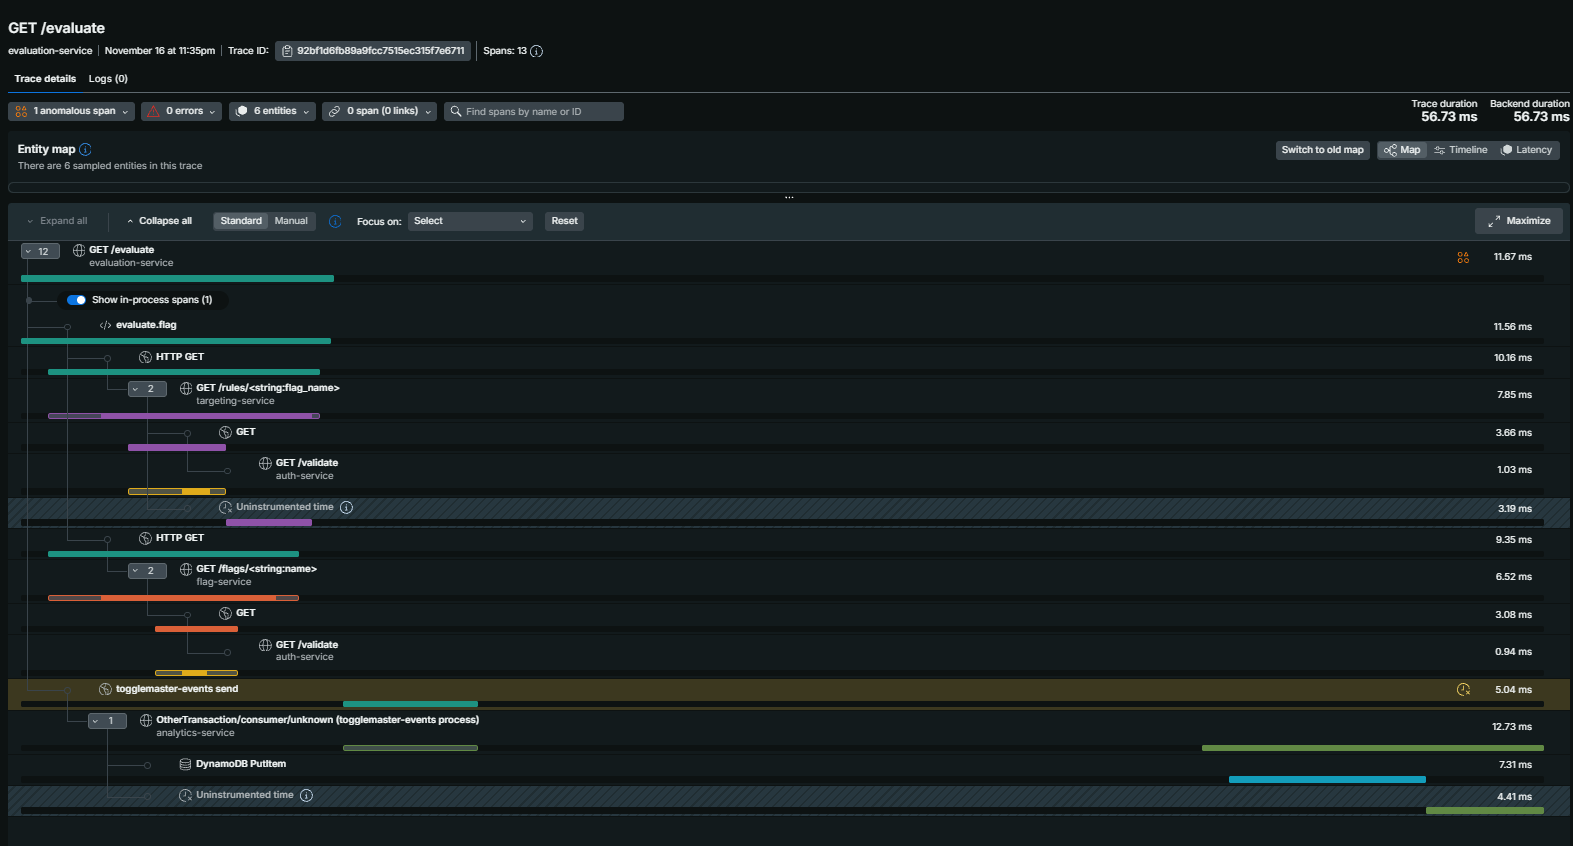 GET /evaluate
evaluation-service | November 16 at 11:35pm | Trace ID: 92bf1d6fb89a9fcc7515ec315f7e6711 | Spans: 13
Trace details Logs (0)
1 anomalous span 0 errors 6 entities 0 span (0 links) Find spans by name or ID
Trace duration Backend duration
56.73 ms 56.73 ms
Entity map
There are 6 sampled entities in this trace
Switch to old map Map Timeline Latency
...
Expand all Collapse all Standard Manual Focus on: Select Reset Maximize
12 GET /evaluate 11.67 ms
evaluation-service
Show in-process spans (1)
</> evaluate.flag 11.56 ms
HTTP GET 10.16 ms
2 GET /rules/<string:flag_name> 7.85 ms
targeting-service
GET 3.66 ms
GET /validate 1.03 ms
auth-service
Uninstrumented time 3.19 ms
HTTP GET 9.35 ms
2 GET /flags/<string:name> 6.52 ms
flag-service
GET 3.08 ms
GET /validate 0.94 ms
auth-service
togglemaster-events send 5.04 ms
1 OtherTransaction/consumer/unknown (togglemaster-events process) 12.73 ms
analytics-service
DynamoDB PutItem 7.31 ms
Uninstrumented time 4.41 ms